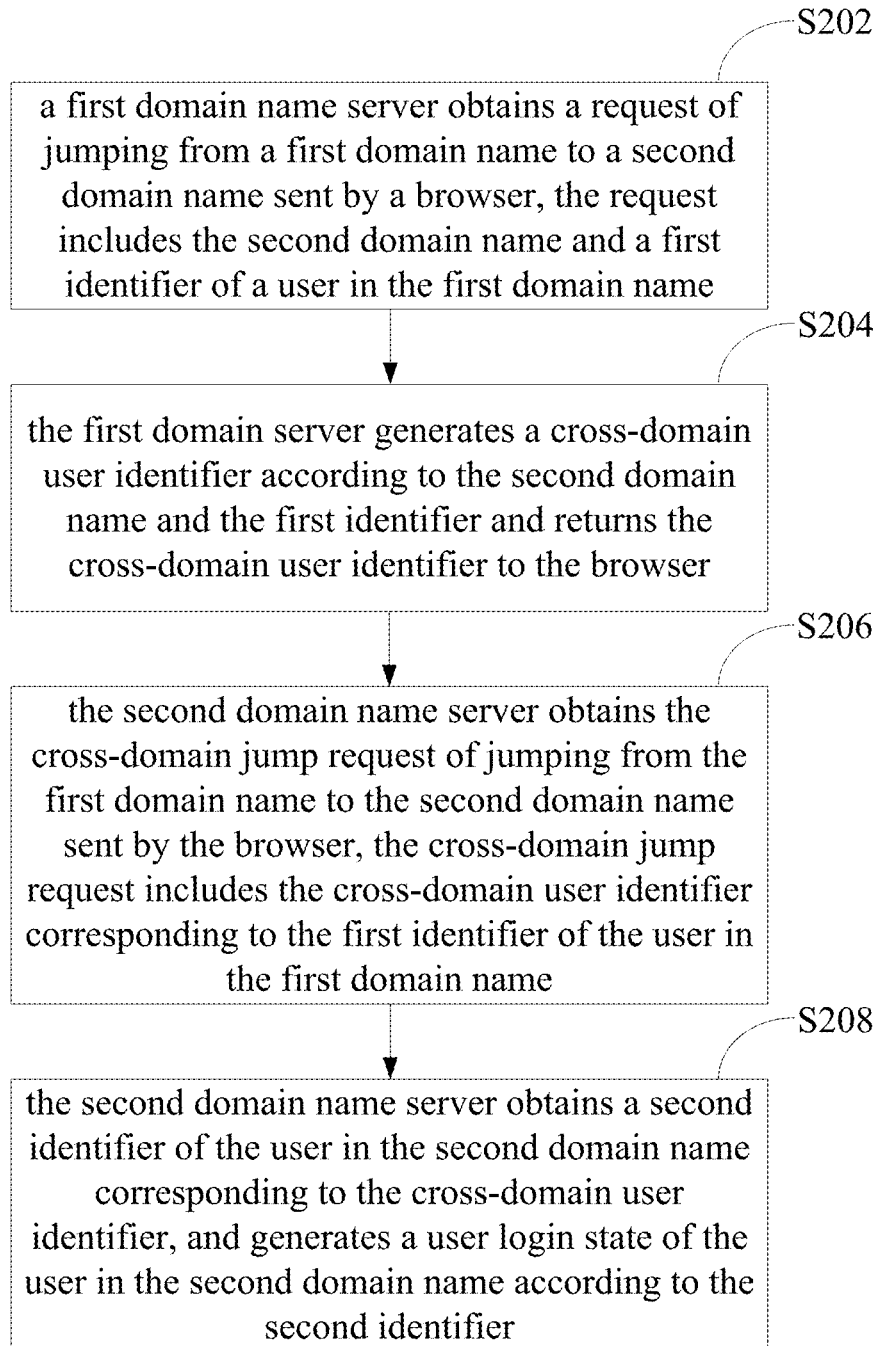 S202
a first domain name server obtains a request of
jumping from a first domain name to a second
domain name sent by a browser, the request
includes the second domain name and a first
identifier of a user in the first domain name
S204
the first domain server generates a cross-domain
user identifier according to the second domain
name and the first identifier and returns the
cross-domain user identifier to the browser
S206
the second domain name server obtains the
cross-domain jump request of jumping from the
first domain name to the second domain name
sent by the browser, the cross-domain jump
request includes the cross-domain user identifier
corresponding to the first identifier of the user in
the first domain name
S208
the second domain name server obtains a second
identifier of the user in the second domain name
corresponding to the cross-domain user
identifier, and generates a user login state of the
user in the second domain name according to the
second identifier